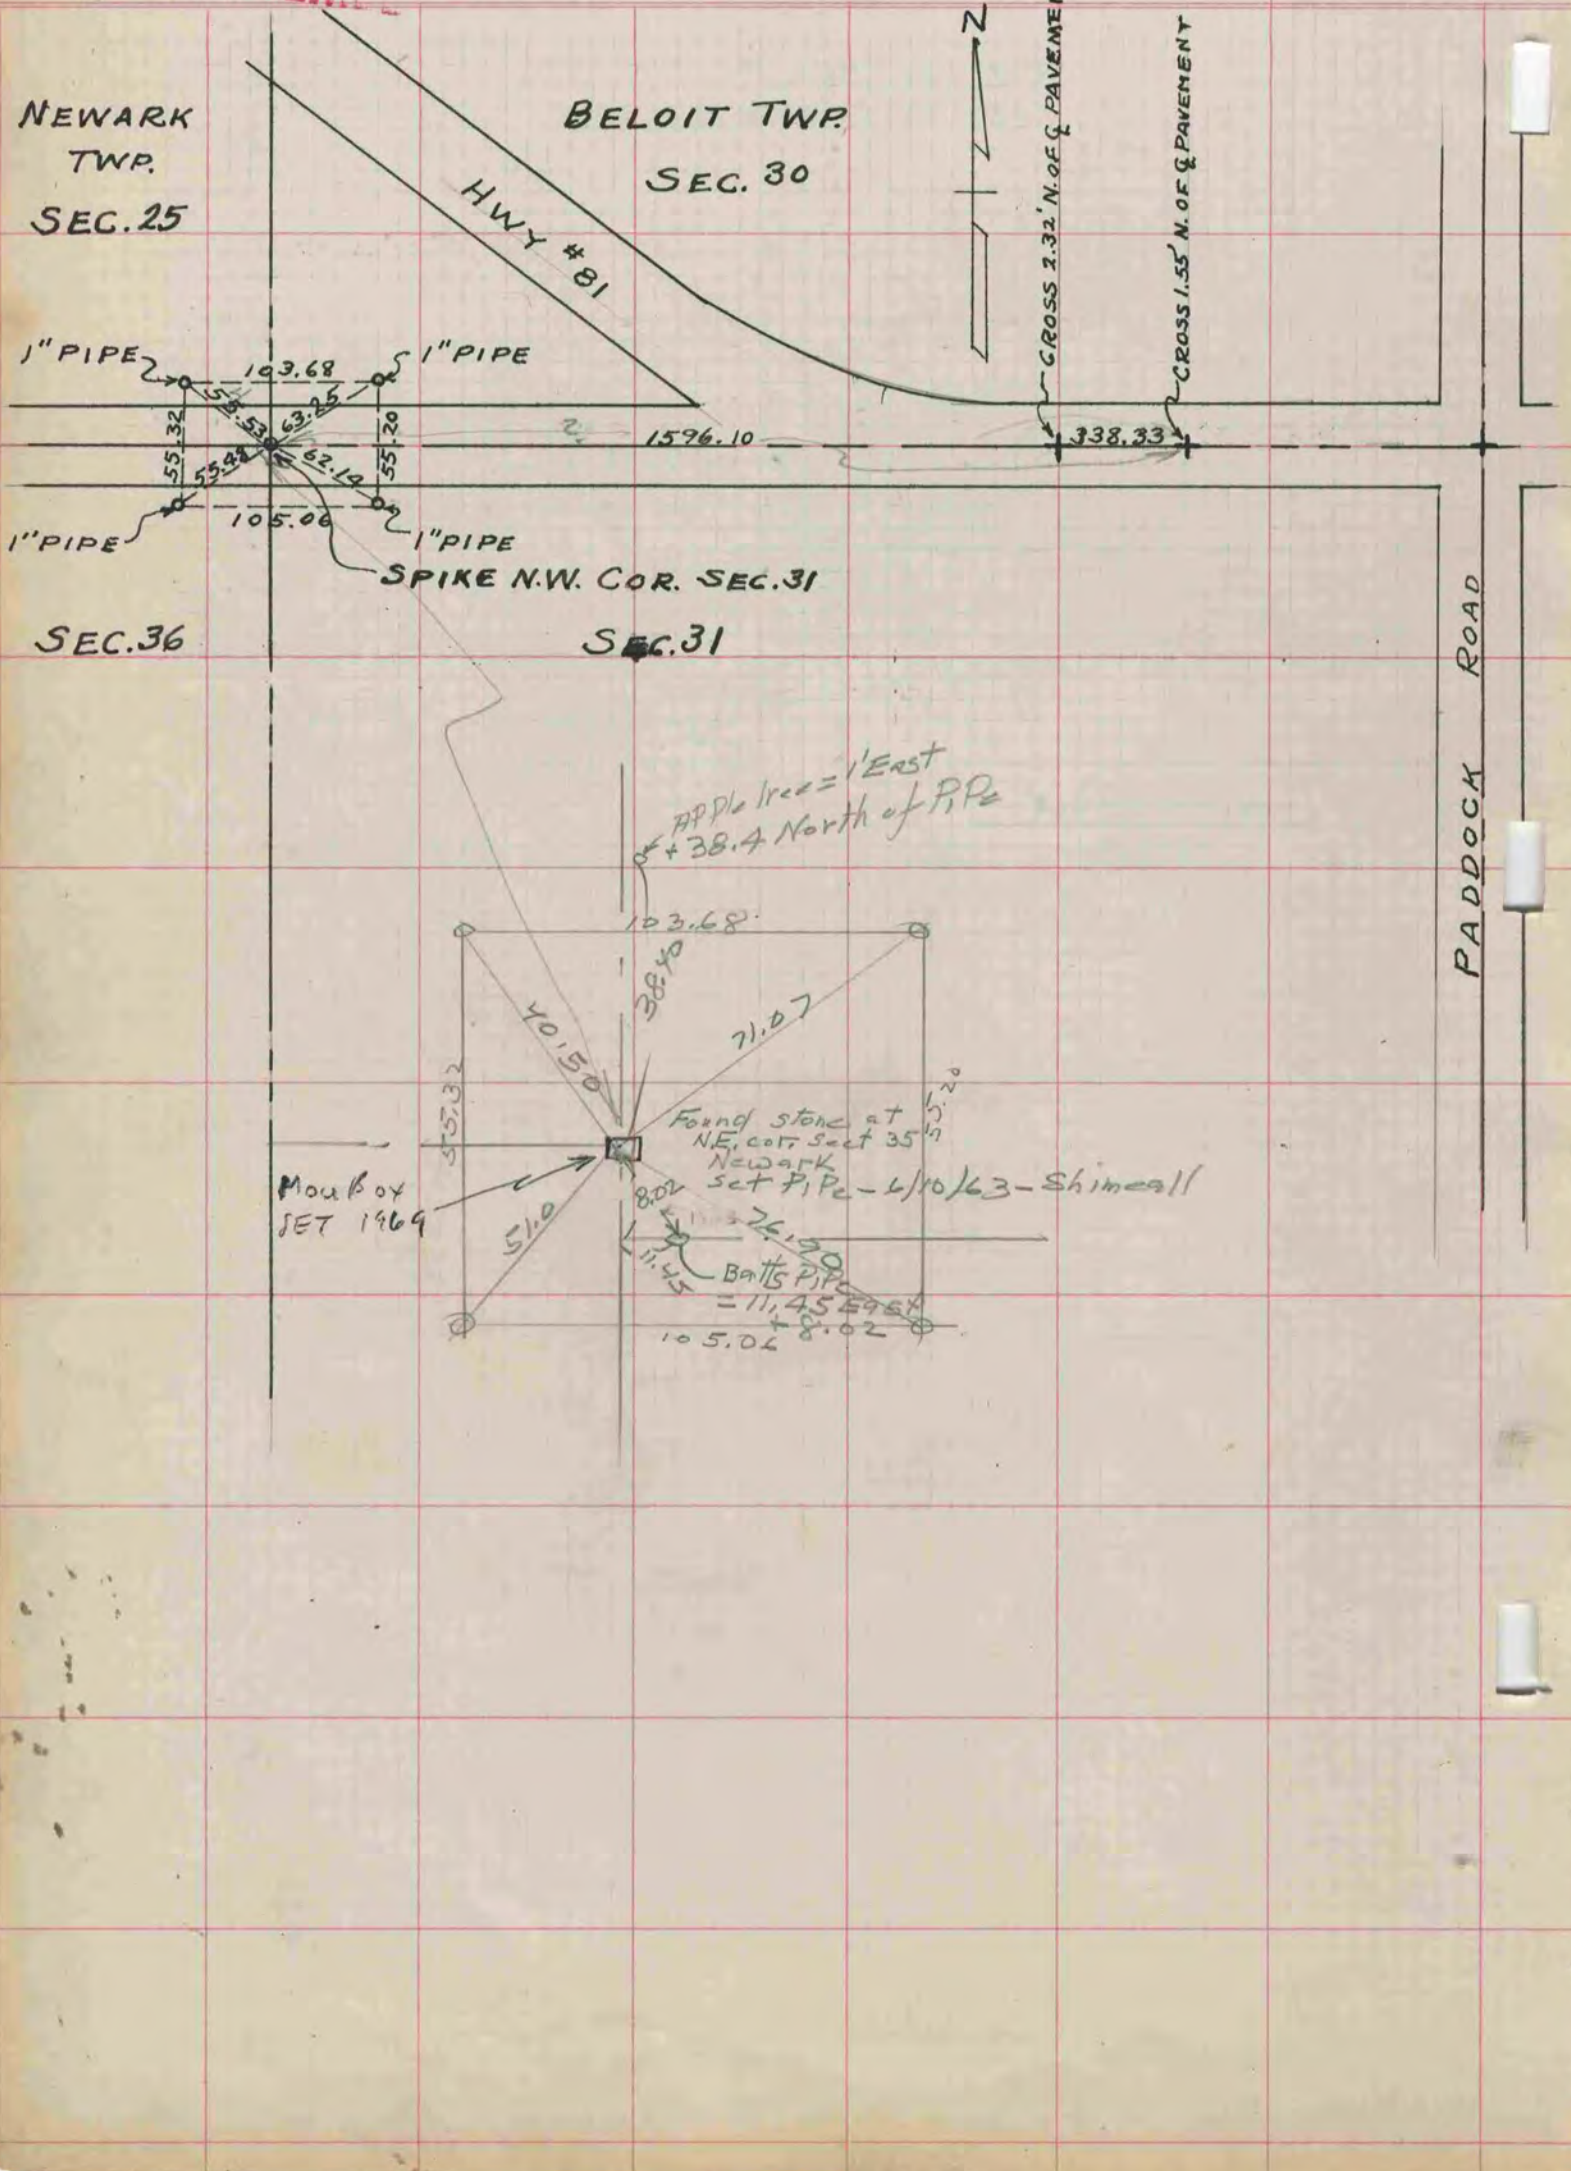 N
CROSS 2.32' N. OF ℄ PAVEME
CROSS 1.55' N. OF ℄ PAVEMENT
NEWARK
TWP.
SEC. 25
BELOIT TWP.
SEC. 30
HWY #81
1" PIPE
103.68
1" PIPE
55.53
63.25
55.32
55.20
1596.10
338.33
55.48
62.14
105.06
1" PIPE
1" PIPE
SPIKE N.W. COR. SEC. 31
SEC. 36
SEC. 31
PADDOCK ROAD
Apple tree = 1' East
+ 38.4 North of PiPe
103.68
38.40
40.50
71.07
55.32
55.20
Found stone at
N.E. cor. Sect 35
Newark
set PiPe - 6/10/63 - Shimeall
Mon Box
SET 1969
8.02
51.0
76.90
11.45
Batts PiPe
= 11.45 East
+ 8.02
105.06